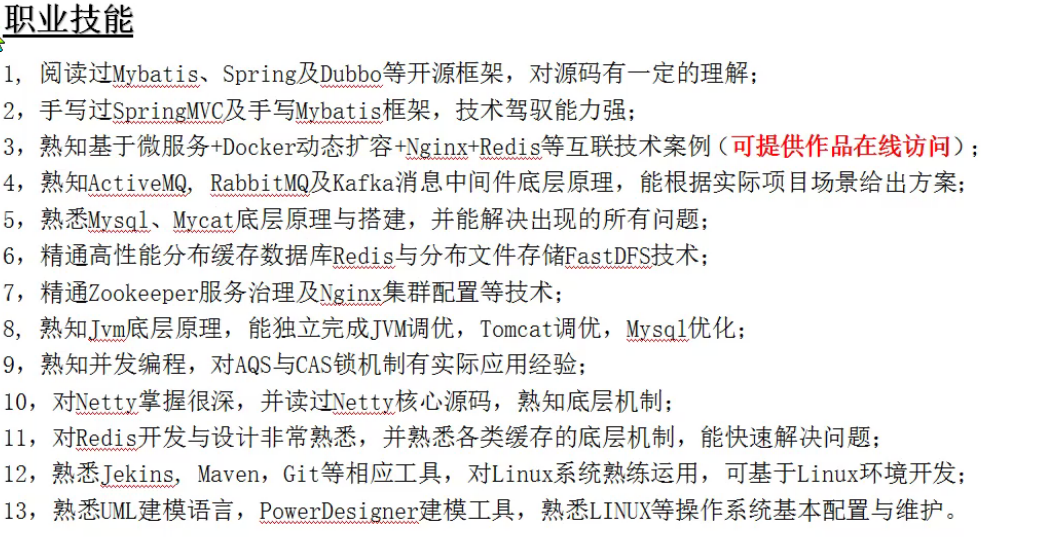 职业技能
1, 阅读过Mybatis、Spring及Dubbo等开源框架，对源码有一定的理解；
2，手写过SpringMVC及手写Mybatis框架，技术驾驭能力强；
3，熟知基于微服务+Docker动态扩容+Nginx+Redis等互联技术案例（可提供作品在线访问）；
4，熟知ActiveMQ, RabbitMQ及Kafka消息中间件底层原理，能根据实际项目场景给出方案；
5，熟悉Mysql、Mycat底层原理与搭建，并能解决出现的所有问题；
6，精通高性能分布缓存数据库Redis与分布文件存储FastDFS技术；
7，精通Zookeeper服务治理及Nginx集群配置等技术；
8, 熟知Jvm底层原理，能独立完成JVM调优，Tomcat调优，Mysql优化；
9，熟知并发编程，对AQS与CAS锁机制有实际应用经验；
10，对Netty掌握很深，并读过Netty核心源码，熟知底层机制；
11，对Redis开发与设计非常熟悉，并熟悉各类缓存的底层机制，能快速解决问题；
12，熟悉Jekins, Maven，Git等相应工具，对Linux系统熟练运用，可基于Linux环境开发；
13，熟悉UML建模语言，PowerDesigner建模工具，熟悉LINUX等操作系统基本配置与维护。